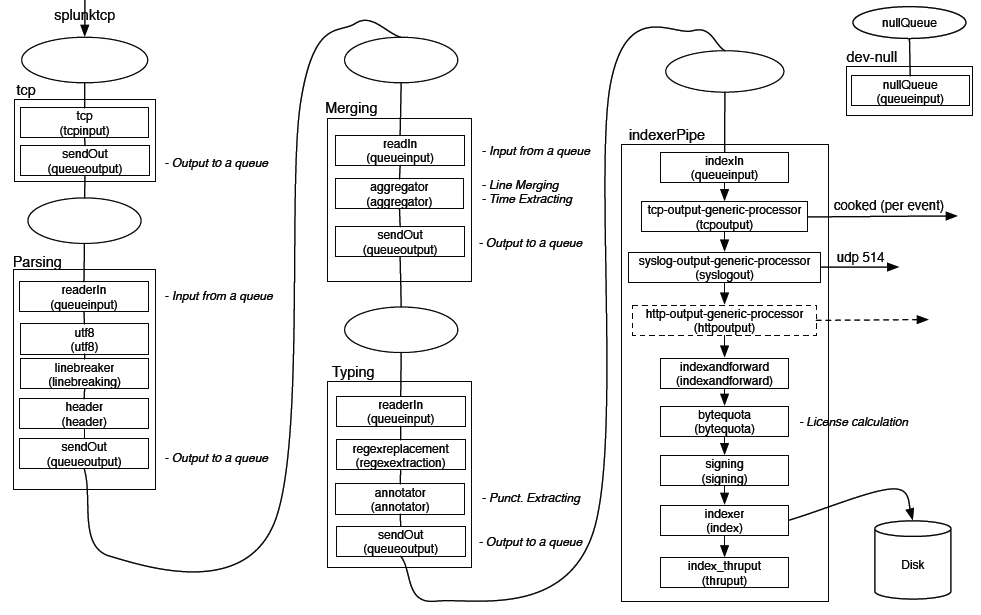 splunktcp
tcp
tcp
(tcpinput)
sendOut
(queueoutput)
- Output to a queue
Parsing
readerIn
(queueinput)
- Input from a queue
utf8
(utf8)
linebreaker
(linebreaking)
header
(header)
sendOut
(queueoutput)
- Output to a queue
Merging
readIn
(queueinput)
- Input from a queue
aggregator
(aggregator)
- Line Merging
- Time Extracting
sendOut
(queueoutput)
- Output to a queue
Typing
readerIn
(queueinput)
regexreplacement
(regexextraction)
annotator
(annotator)
- Punct. Extracting
sendOut
(queueoutput)
- Output to a queue
indexerPipe
indexIn
(queueinput)
tcp-output-generic-processor
(tcpoutput)
cooked (per event)
syslog-output-generic-processor
(syslogout)
udp 514
http-output-generic-processor
(httpoutput)
indexandforward
(indexandforward)
bytequota
(bytequota)
- License calculation
signing
(signing)
indexer
(index)
index_thruput
(thruput)
Disk
nullQueue
dev-null
nullQueue
(queueinput)